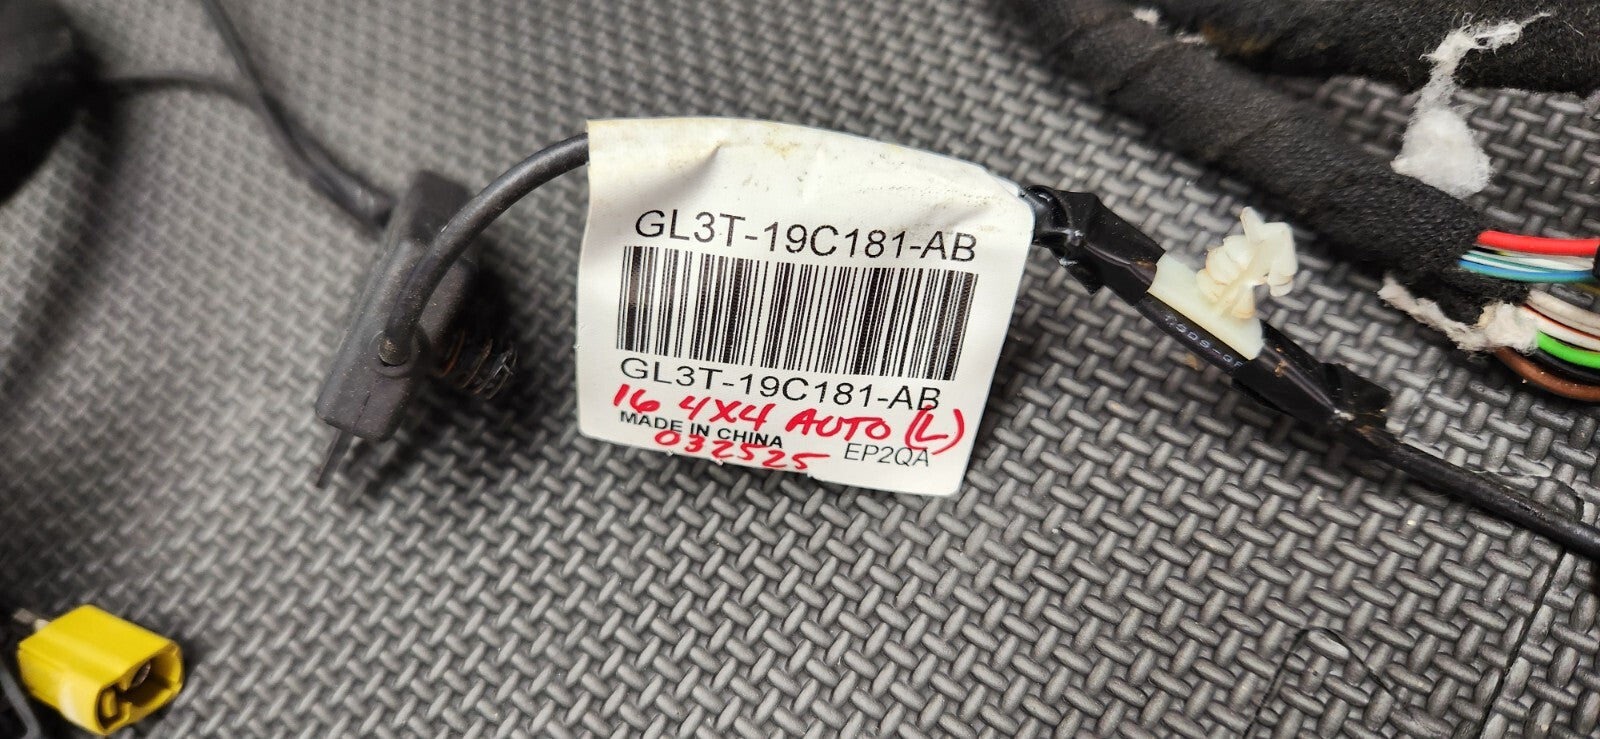 GL3T-19C181-AB
GL3T-19C181-AB
16 4X4 AUTO (L)
MADE IN CHINA
EP2QA
032525